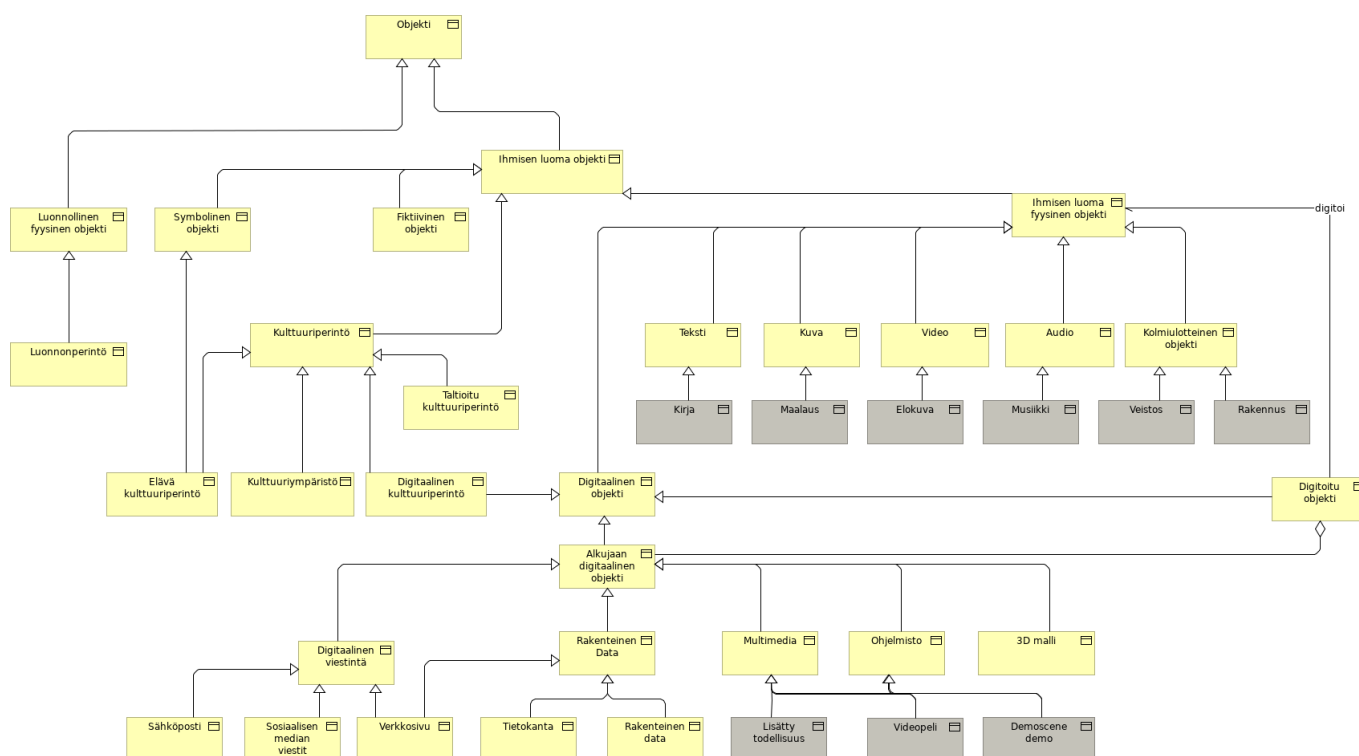 Objekti
Ihmisen luoma objekti
Luonnollinen
fyysinen objekti
Symbolinen
objekti
Fiktiivinen
objekti
Ihmisen luoma
fyysinen objekti
digitoi
Kulttuuriperintö
Teksti
Kuva
Video
Audio
Kolmiulotteinen
objekti
Luonnonperintö
Taltioitu
kulttuuriperintö
Kirja
Maalaus
Elokuva
Musiikki
Veistos
Rakennus
Elävä
kulttuuriperintö
Kulttuuriympäristö
Digitaalinen
kulttuuriperintö
Digitaalinen
objekti
Digitoitu
objekti
Alkujaan
digitaalinen
objekti
Digitaalinen
viestintä
Rakenteinen
Data
Multimedia
Ohjelmisto
3D malli
Sähköposti
Sosiaalisen
median
viestit
Verkkosivu
Tietokanta
Rakenteinen
data
Lisätty
todellisuus
Videopeli
Demoscene
demo